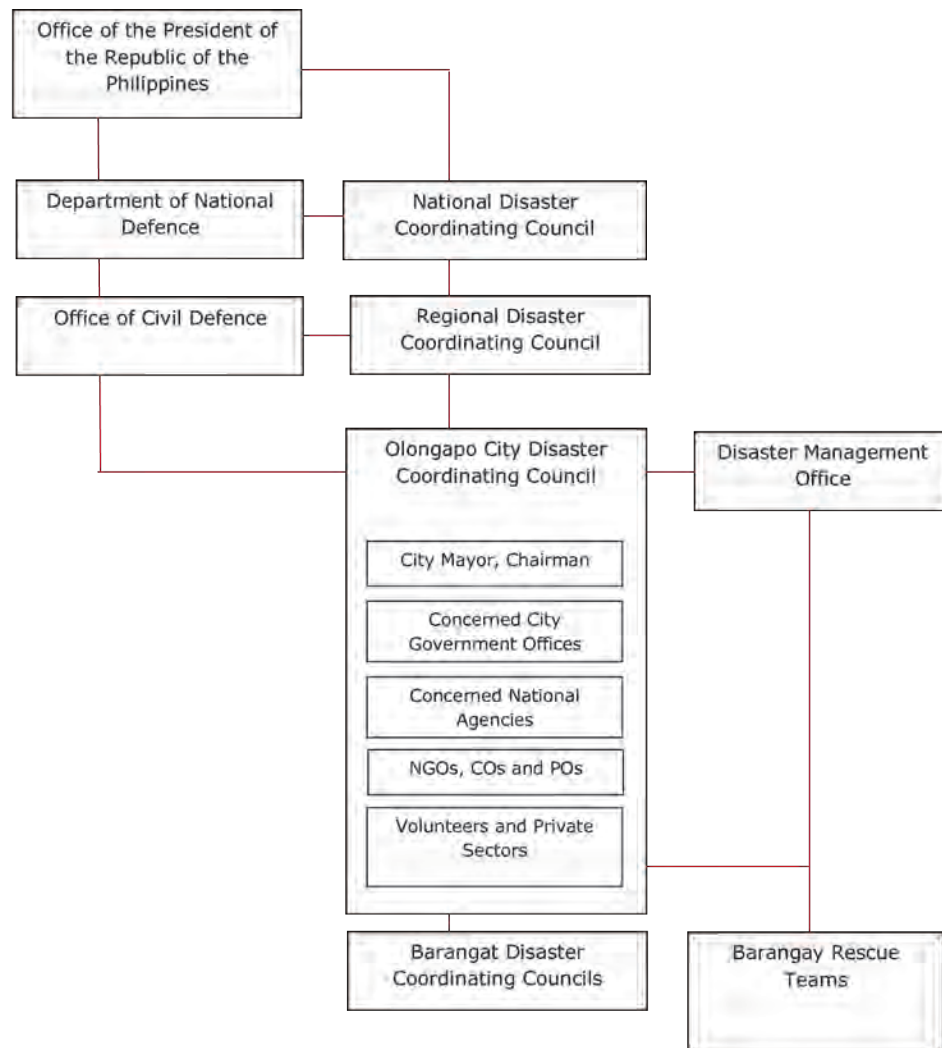 Office of the President of
the Republic of the
Philippines
Department of National
Defence
National Disaster
Coordinating Council
Office of Civil Defence
Regional Disaster
Coordinating Council
Olongapo City Disaster
Coordinating Council
Disaster Management
Office
City Mayor, Chairman
Concerned City
Government Offices
Concerned National
Agencies
NGOs, COs and POs
Volunteers and Private
Sectors
Barangat Disaster
Coordinating Councils
Barangay Rescue
Teams